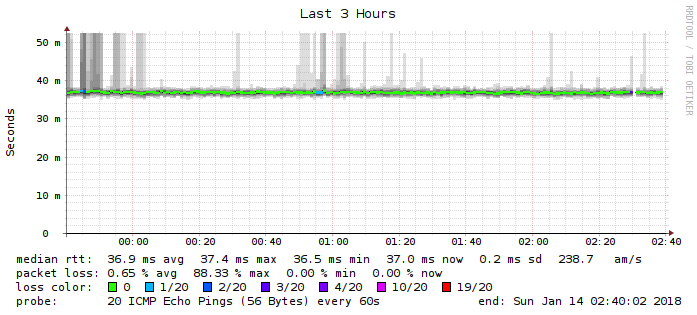 Last 3 Hours
RRDTOOL / TOBI OETIKER
Seconds
50 m
40 m
30 m
20 m
10 m
0
00:00 00:20 00:40 01:00 01:20 01:40 02:00 02:20 02:40
median rtt: 36.9 ms avg 37.4 ms max 36.5 ms min 37.0 ms now 0.2 ms sd 238.7 am/s
packet loss: 0.65 % avg 88.33 % max 0.00 % min 0.00 % now
loss color: 0 1/20 2/20 3/20 4/20 10/20 19/20
probe: 20 ICMP Echo Pings (56 Bytes) every 60s end: Sun Jan 14 02:40:02 2018